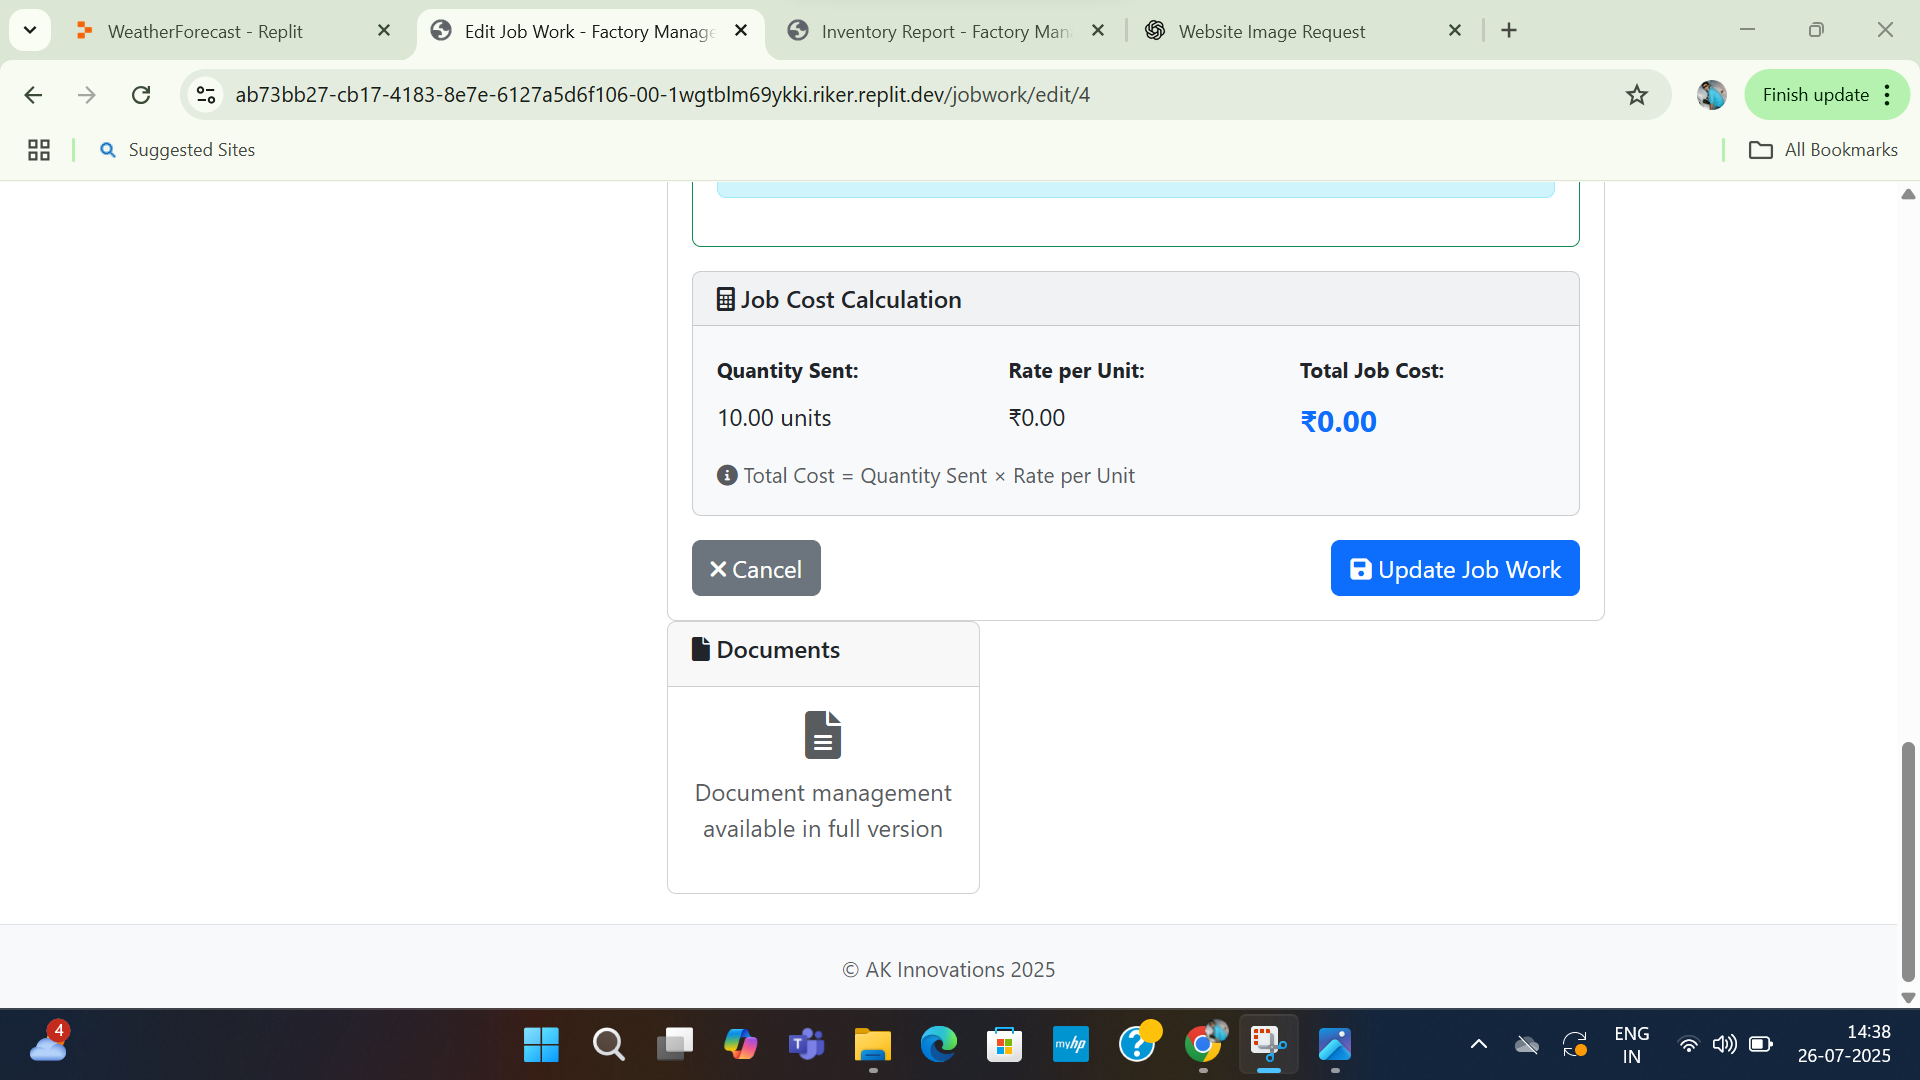 WeatherForecast - Replit
Edit Job Work - Factory Manage
Inventory Report - Factory Man
Website Image Request
ab73bb27-cb17-4183-8e7e-6127a5d6f106-00-1wgtblm69ykki.riker.replit.dev/jobwork/edit/4
Finish update
Suggested Sites
All Bookmarks
Job Cost Calculation
Quantity Sent: Rate per Unit: Total Job Cost:
10.00 units ₹0.00 ₹0.00
Total Cost = Quantity Sent × Rate per Unit
Cancel
Update Job Work
Documents
Document management
available in full version
© AK Innovations 2025
4
myhp
ENG
IN
14:38
26-07-2025